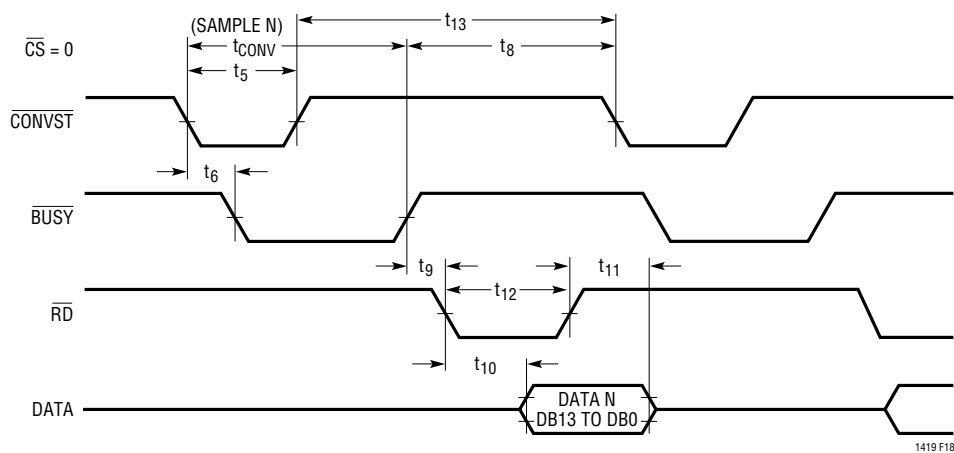 (SAMPLE N)
t13
CS = 0
tCONV
t8
t5
CONVST
t6
BUSY
t9
t11
t12
RD
t10
DATA
DATA N
DB13 TO DB0
1419 F18